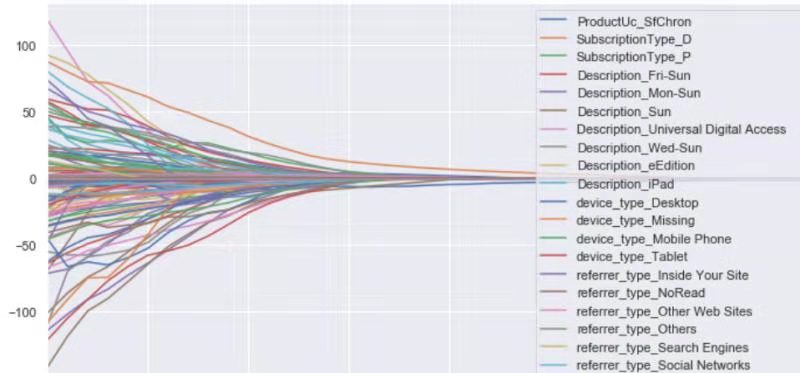 100
50
0
−50
−100
ProductUc_SfChron
SubscriptionType_D
SubscriptionType_P
Description_Fri-Sun
Description_Mon-Sun
Description_Sun
Description_Universal Digital Access
Description_Wed-Sun
Description_eEdition
Description_iPad
device_type_Desktop
device_type_Missing
device_type_Mobile Phone
device_type_Tablet
referrer_type_Inside Your Site
referrer_type_NoRead
referrer_type_Other Web Sites
referrer_type_Others
referrer_type_Search Engines
referrer_type_Social Networks